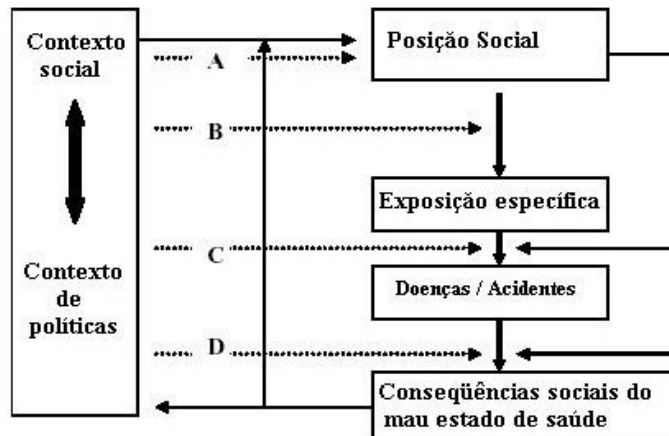 Contexto
social
Posição Social
A
B
Exposição específica
C
Contexto
de
políticas
Doenças / Acidentes
D
Conseqüências sociais do
mau estado de saúde